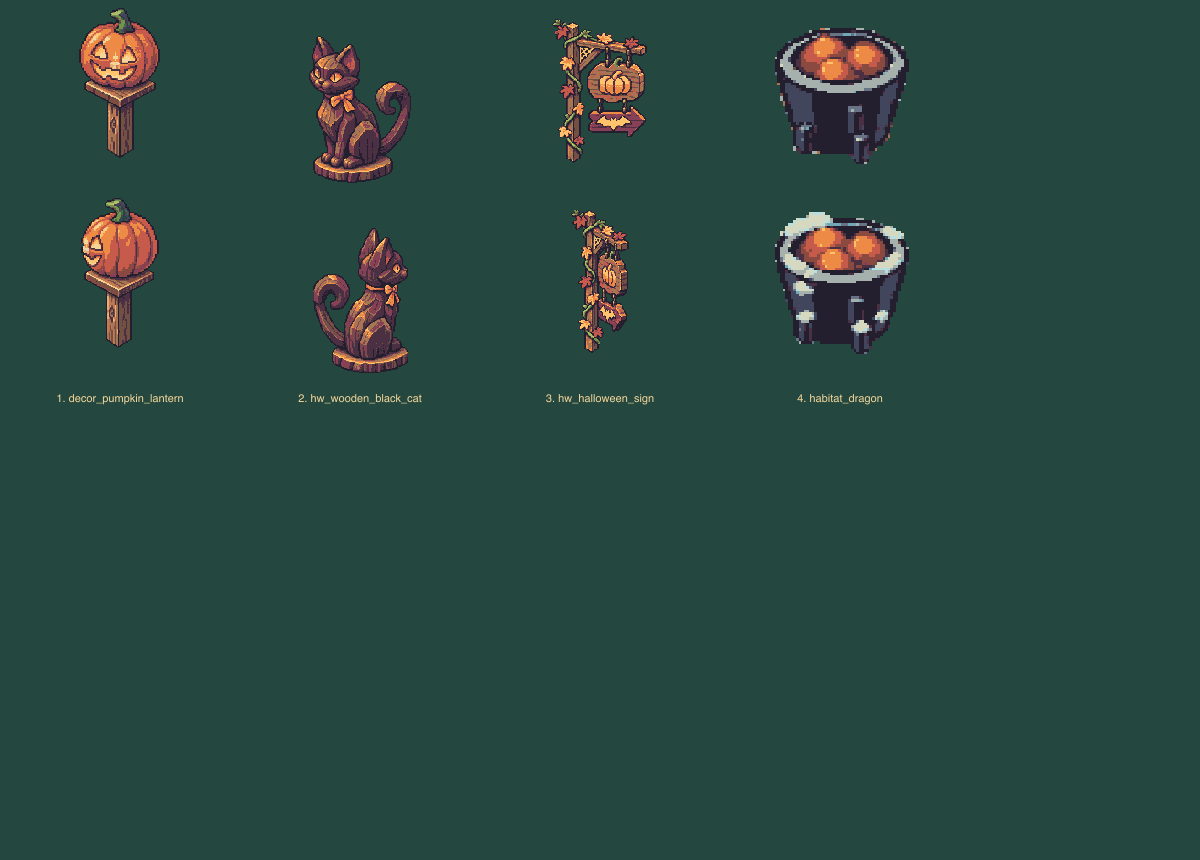 1. decor_pumpkin_lantern
2. hw_wooden_black_cat
3. hw_halloween_sign
4. habitat_dragon